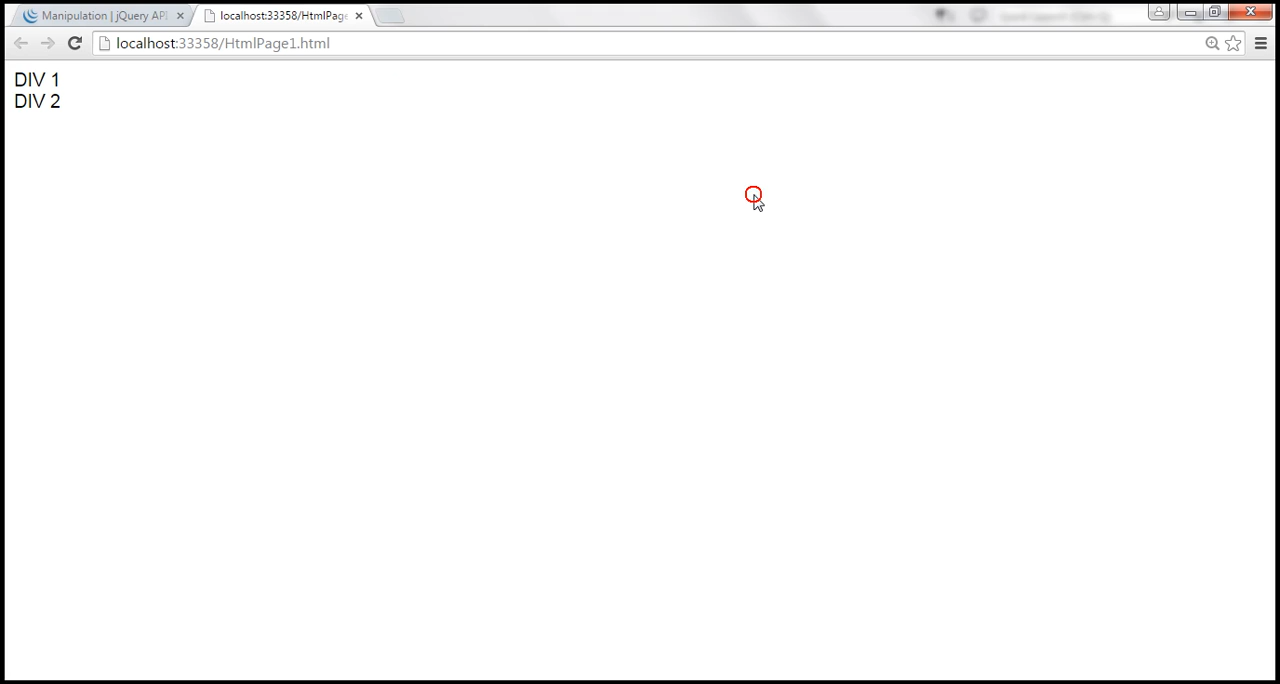 Manipulation | jQuery API
localhost:33358/HtmlPage
localhost:33358/HtmlPage1.html
DIV 1
DIV 2